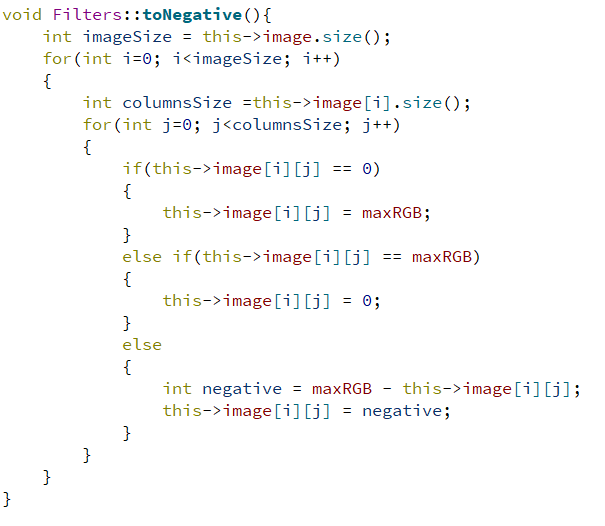 void Filters::toNegative(){
    int imageSize = this->image.size();
    for(int i=0; i<imageSize; i++)
    {
        int columnsSize =this->image[i].size();
        for(int j=0; j<columnsSize; j++)
        {
            if(this->image[i][j] == 0)
            {
                this->image[i][j] = maxRGB;
            }
            else if(this->image[i][j] == maxRGB)
            {
                this->image[i][j] = 0;
            }
            else
            {
                int negative = maxRGB - this->image[i][j];
                this->image[i][j] = negative;
            }
        }
    }
}